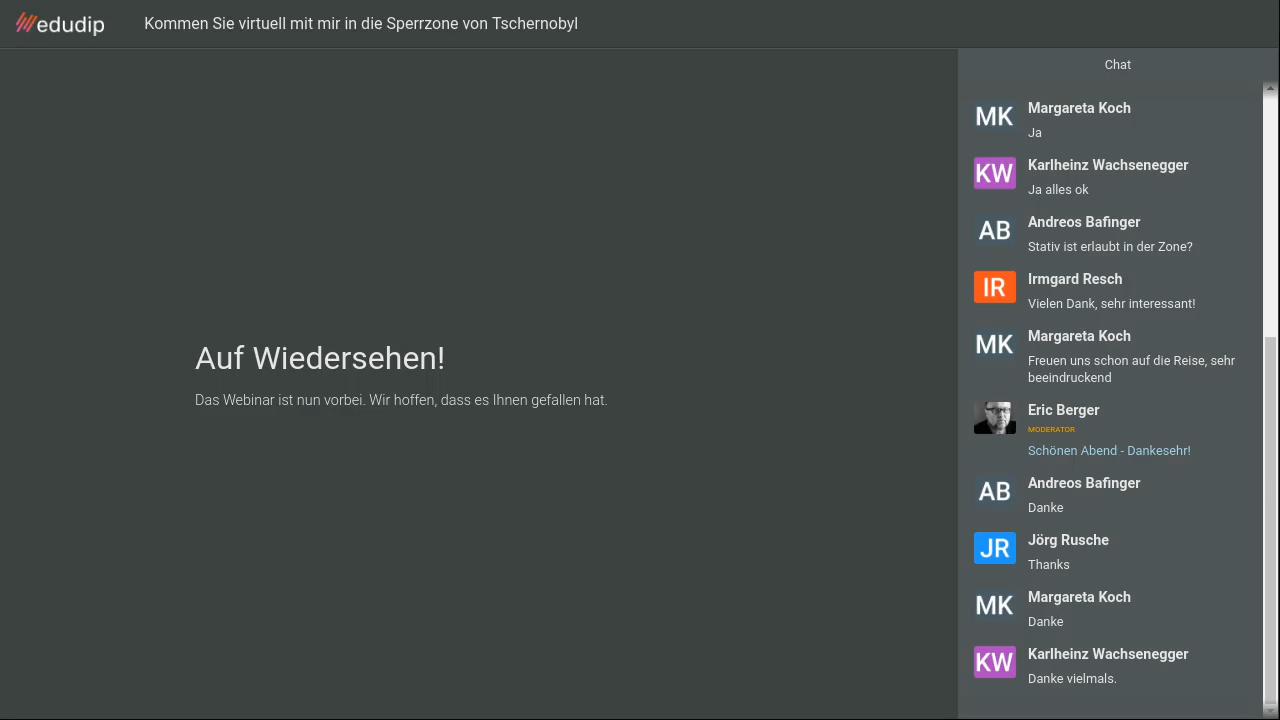 edudip
Kommen Sie virtuell mit mir in die Sperrzone von Tschernobyl
Auf Wiedersehen!
Das Webinar ist nun vorbei. Wir hoffen, dass es Ihnen gefallen hat.
Chat
MK
Margareta Koch
Ja
KW
Karlheinz Wachsenegger
Ja alles ok
AB
Andreos Bafinger
Stativ ist erlaubt in der Zone?
IR
Irmgard Resch
Vielen Dank, sehr interessant!
MK
Margareta Koch
Freuen uns schon auf die Reise, sehr
beeindruckend
Eric Berger
MODERATOR
Schönen Abend - Dankesehr!
AB
Andreos Bafinger
Danke
JR
Jörg Rusche
Thanks
MK
Margareta Koch
Danke
KW
Karlheinz Wachsenegger
Danke vielmals.